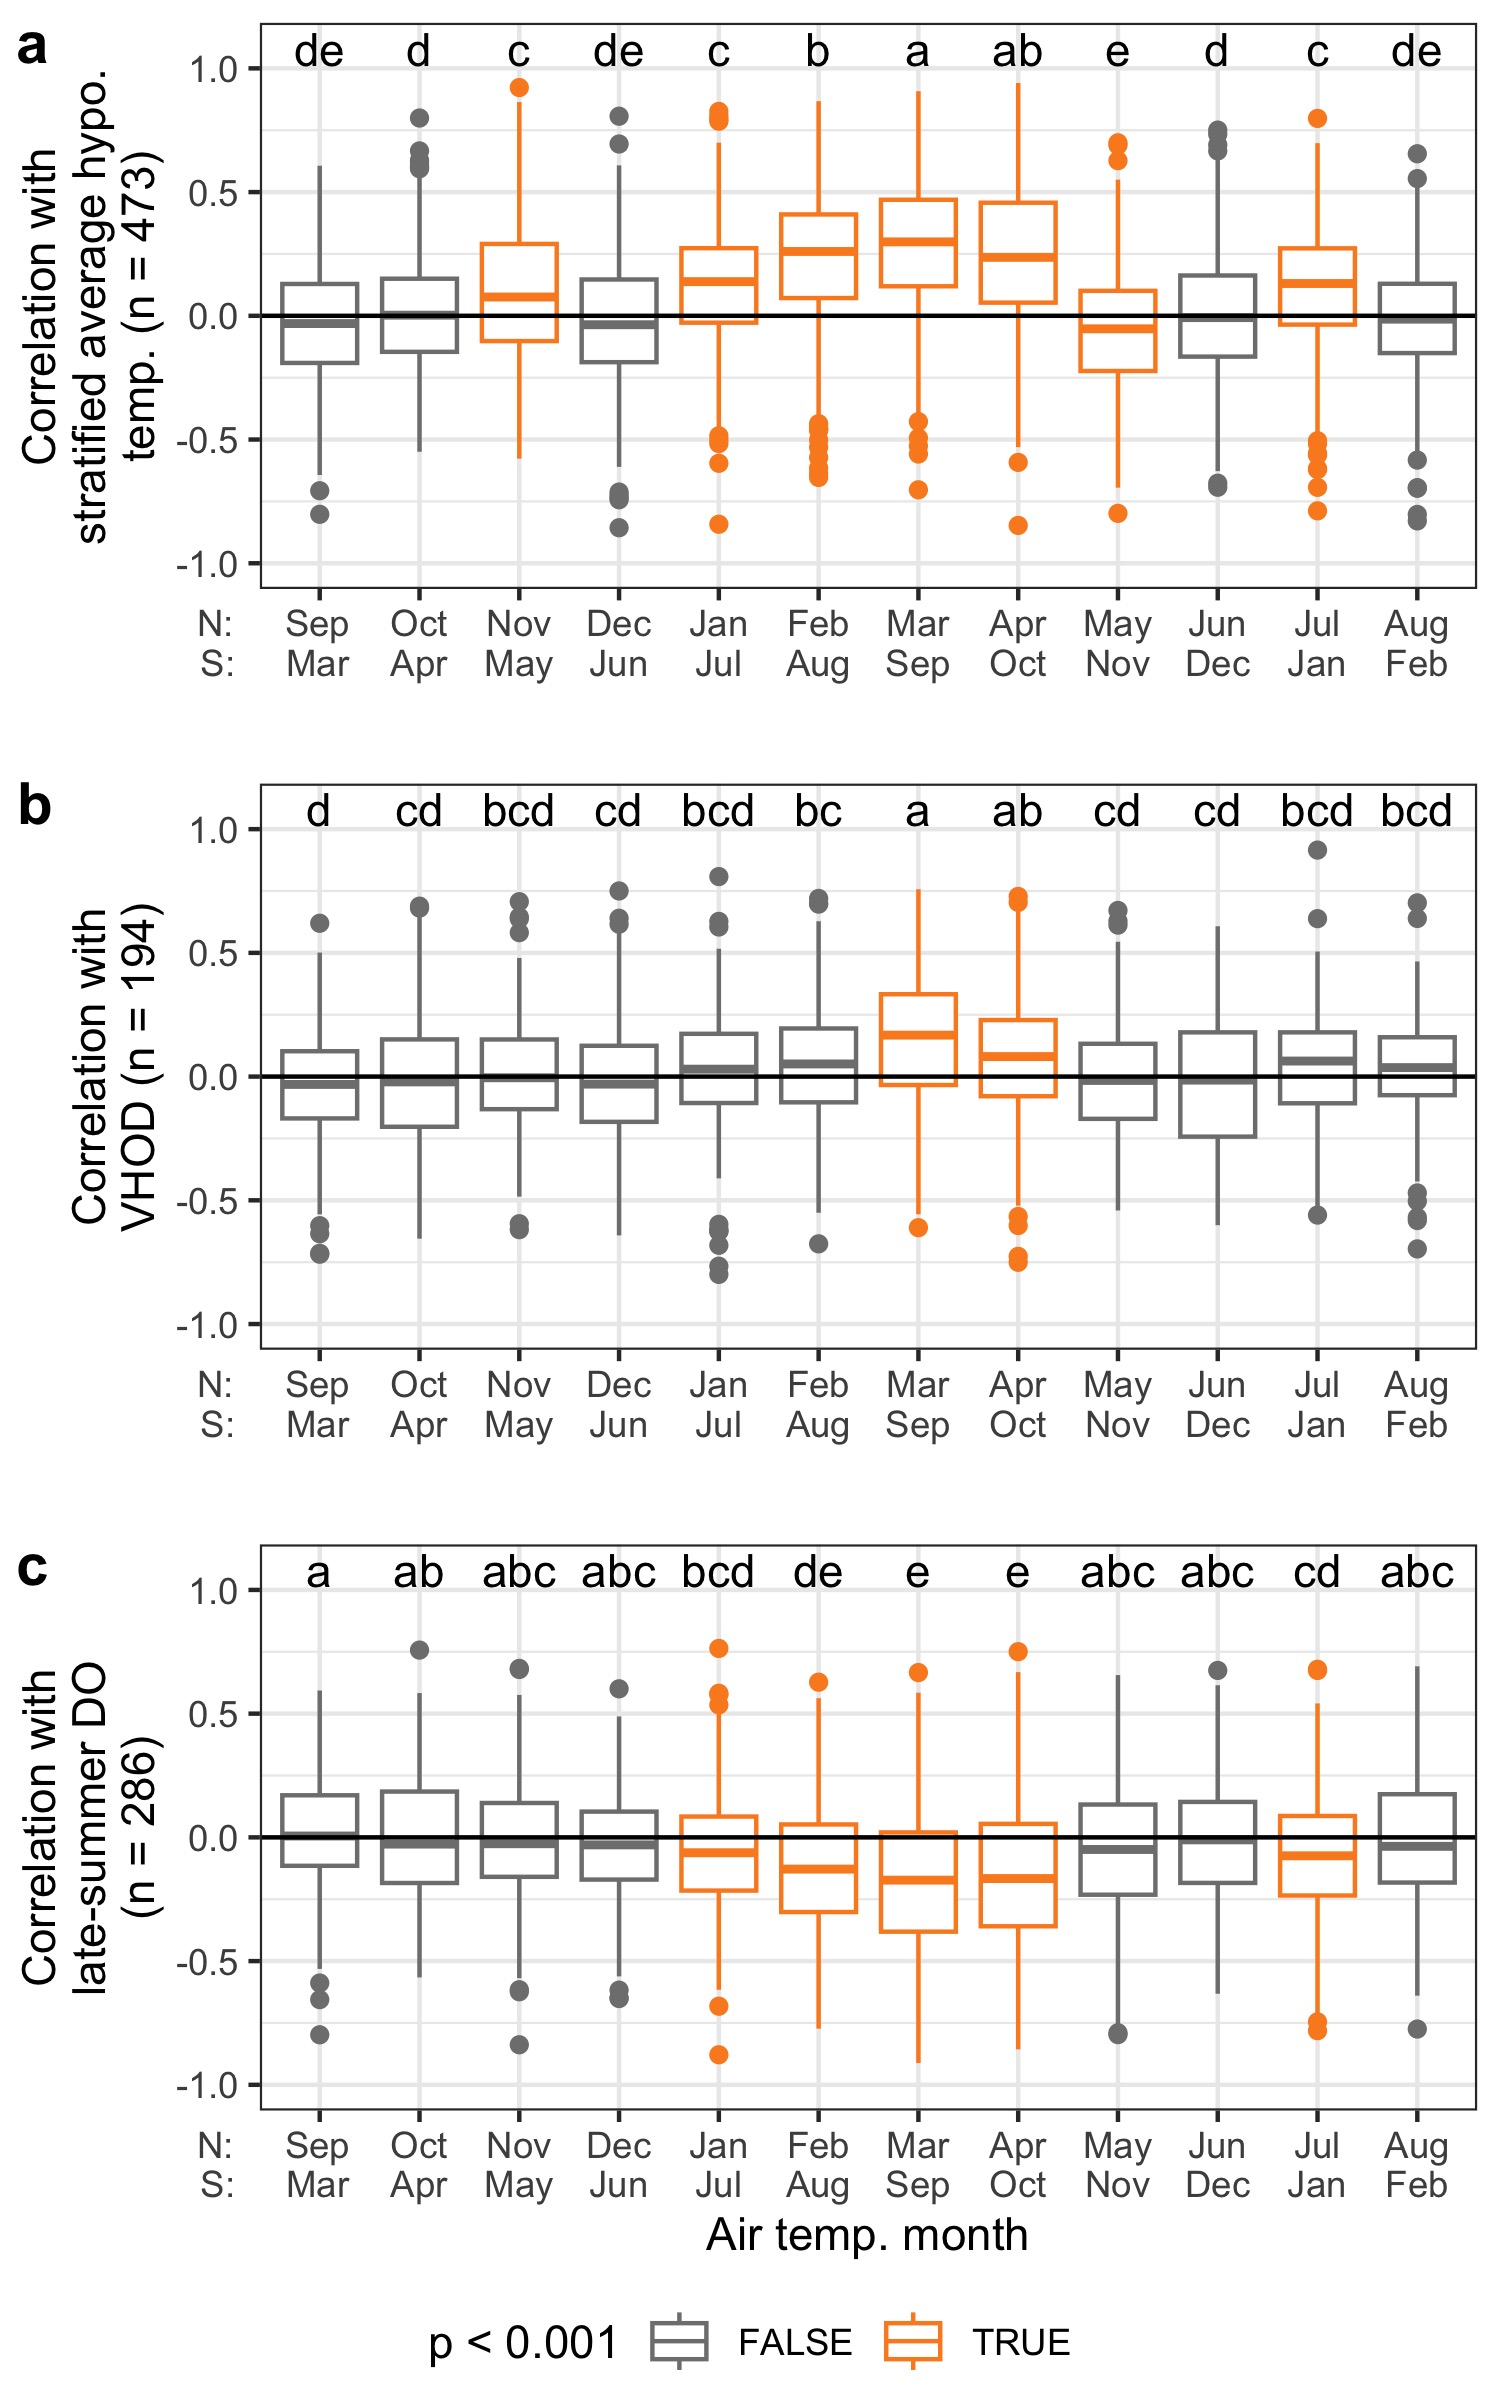 a
de d c de c b a ab e d c de
Correlation with
stratified average hypo.
temp. (n = 473)
1.0
0.5
0.0
-0.5
-1.0
N: Sep Oct Nov Dec Jan Feb Mar Apr May Jun Jul Aug
S: Mar Apr May Jun Jul Aug Sep Oct Nov Dec Jan Feb
b
d cd bcd cd bcd bc a ab cd cd bcd bcd
Correlation with
VHOD (n = 194)
1.0
0.5
0.0
-0.5
-1.0
N: Sep Oct Nov Dec Jan Feb Mar Apr May Jun Jul Aug
S: Mar Apr May Jun Jul Aug Sep Oct Nov Dec Jan Feb
c
a ab abc abc bcd de e e abc abc cd abc
Correlation with
late-summer DO
(n = 286)
1.0
0.5
0.0
-0.5
-1.0
N: Sep Oct Nov Dec Jan Feb Mar Apr May Jun Jul Aug
S: Mar Apr May Jun Jul Aug Sep Oct Nov Dec Jan Feb
Air temp. month
p < 0.001 FALSE TRUE